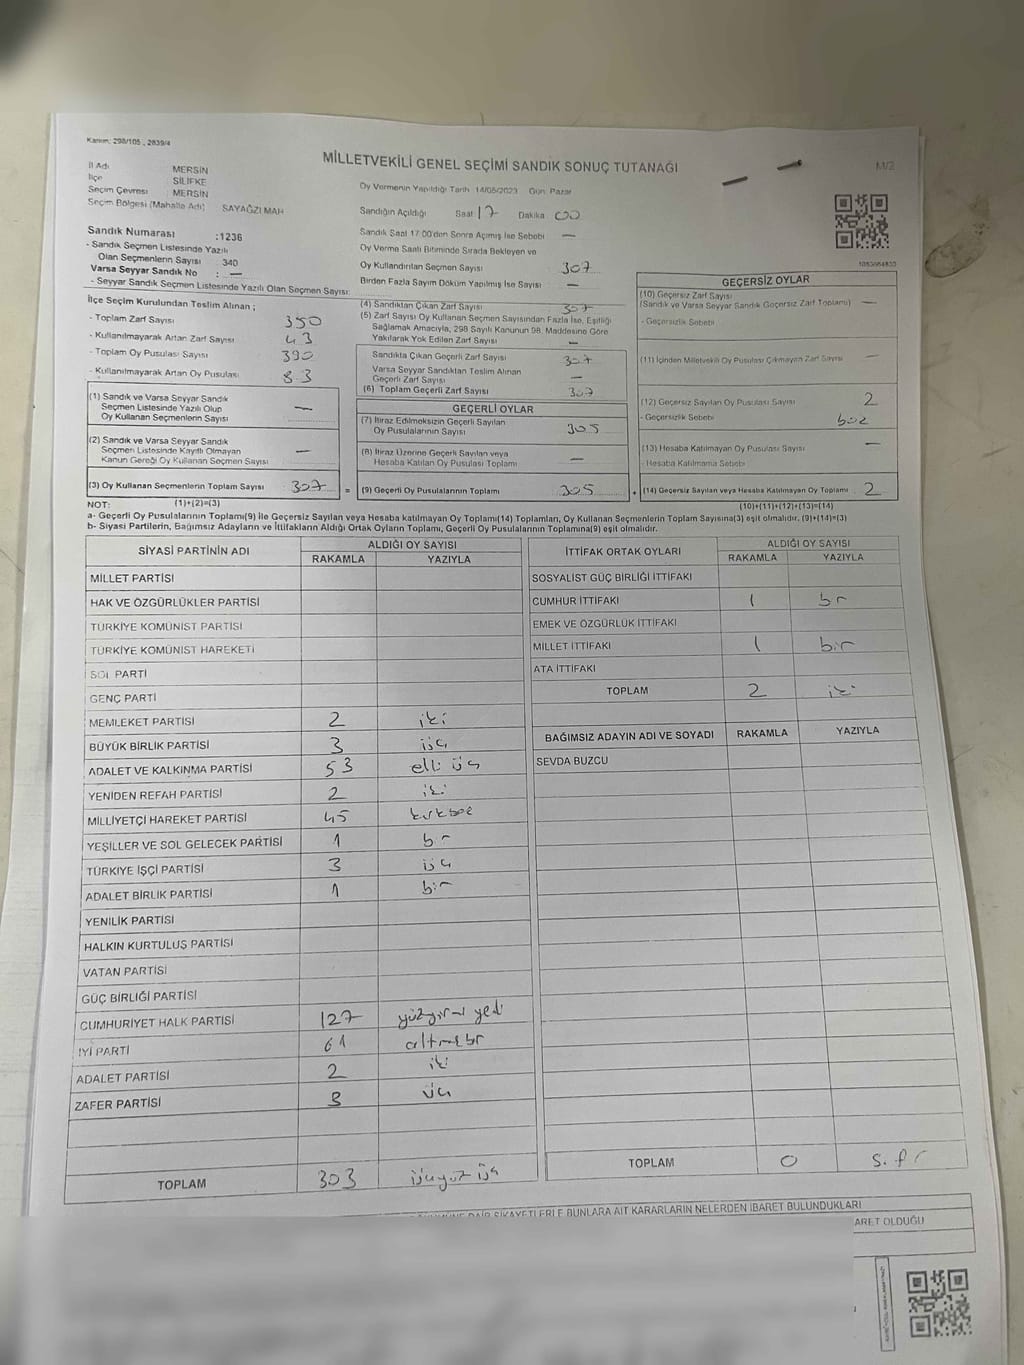 Kanun: 298/105 , 2839/4
MİLLETVEKİLİ GENEL SEÇİMİ SANDIK SONUÇ TUTANAĞI
M/2
İl Adı MERSİN
İlçe SİLİFKE
Seçim Çevresi MERSİN
Seçim Bölgesi (Mahalle Adı) SAYAĞZI MAH
Sandık Numarası :1236
- Sandık Seçmen Listesinde Yazılı
Olan Seçmenlerin Sayısı : 340
Varsa Seyyar Sandık No : —
- Seyyar Sandık Seçmen Listesinde Yazılı Olan Seçmen Sayısı:
Oy Vermenin Yapıldığı Tarih 14/05/2023 Gün Pazar
Sandığın Açıldığı Saat 17 Dakika 00
Sandık Saat 17:00'den Sonra Açımış İse Sebebi —
Oy Verme Saati Bitiminde Sırada Bekleyen ve
Oy Kullandırılan Seçmen Sayısı 307
Birden Fazla Sayım Döküm Yapılmış İse Sayısı —
İlçe Seçim Kurulundan Teslim Alınan ;
- Toplam Zarf Sayısı 350
- Kullanılmayarak Artan Zarf Sayısı 43
- Toplam Oy Pusulası Sayısı 390
- Kullanılmayarak Artan Oy Pusulası 83
(1) Sandık ve Varsa Seyyar Sandık
Seçmen Listesinde Yazılı Olup
Oy Kullanan Seçmenlerin Sayısı —
(2) Sandık ve Varsa Seyyar Sandık
Seçmen Listesinde Kayıtlı Olmayan
Kanun Gereği Oy Kullanan Seçmen Sayısı —
(3) Oy Kullanan Seçmenlerin Toplam Sayısı 307 =
(4) Sandıktan Çıkan Zarf Sayısı 307
(5) Zarf Sayısı Oy Kullanan Seçmen Sayısından Fazla İse, Eşitliği
Sağlamak Amacıyla, 298 Sayılı Kanunun 98. Maddesine Göre
Yakılarak Yok Edilen Zarf Sayısı —
Sandıkta Çıkan Geçerli Zarf Sayısı 307
Varsa Seyyar Sandıktan Teslim Alınan
Geçerli Zarf Sayısı —
(6) Toplam Geçerli Zarf Sayısı 307
GEÇERLİ OYLAR
(7) İtiraz Edilmeksizin Geçerli Sayılan
Oy Pusulalarının Sayısı 305
(8) İtiraz Üzerine Geçerli Sayılan veya
Hesaba Katılan Oy Pusulası Toplamı —
(9) Geçerli Oy Pusulalarının Toplamı 305 +
1053664833
GEÇERSİZ OYLAR
(10) Geçersiz Zarf Sayısı
(Sandık ve Varsa Seyyar Sandık Geçersiz Zarf Toplamı) —
- Geçersizlik Sebebi
(11) İçinden Milletvekili Oy Pusulası Çıkmayan Zarf Sayısı —
(12) Geçersiz Sayılan Oy Pusulası Sayısı 2
- Geçersizlik Sebebi
(13) Hesaba Katılmayan Oy Pusulası Sayısı —
- Hesaba Katılmama Sebebi
(14) Geçersiz Sayılan veya Hesaba Katılmayan Oy Toplamı 2
NOT: (1)+(2)=(3) (10)+(11)+(12)+(13)=(14)
a- Geçerli Oy Pusulalarının Toplamı(9) İle Geçersiz Sayılan veya Hesaba katılmayan Oy Toplamı(14) Toplamları, Oy Kullanan Seçmenlerin Toplam Sayısına(3) eşit olmalıdır. (9)+(14)=(3)
b- Siyasi Partilerin, Bağımsız Adayların ve İttifakların Aldığı Ortak Oyların Toplamı, Geçerli Oy Pusulalarının Toplamına(9) eşit olmalıdır.
SİYASİ PARTİNİN ADI ALDIĞI OY SAYISI
RAKAMLA YAZIYLA
MİLLET PARTİSİ
HAK VE ÖZGÜRLÜKLER PARTİSİ
TÜRKİYE KOMÜNİST PARTİSİ
TÜRKİYE KOMÜNİST HAREKETİ
SOL PARTİ
GENÇ PARTİ
MEMLEKET PARTİSİ 2 iki
BÜYÜK BİRLİK PARTİSİ 3 üç
ADALET VE KALKINMA PARTİSİ 53 elli üç
YENİDEN REFAH PARTİSİ 2 iki
MİLLİYETÇİ HAREKET PARTİSİ 45 kırkbeş
YEŞİLLER VE SOL GELECEK PARTİSİ 1 bir
TÜRKİYE İŞÇİ PARTİSİ 3 üç
ADALET BİRLİK PARTİSİ 1 bir
YENİLİK PARTİSİ
HALKIN KURTULUŞ PARTİSİ
VATAN PARTİSİ
GÜÇ BİRLİĞİ PARTİSİ
CUMHURİYET HALK PARTİSİ 127 yüzyirmi yedi
İYİ PARTİ 61 altmışbir
ADALET PARTİSİ 2 iki
ZAFER PARTİSİ 3 üç
TOPLAM 303 üçyüz üç
İTTİFAK ORTAK OYLARI ALDIĞI OY SAYISI
RAKAMLA YAZIYLA
SOSYALİST GÜÇ BİRLİĞİ İTTİFAKI
CUMHUR İTTİFAKI 1 bir
EMEK VE ÖZGÜRLÜK İTTİFAKI
MİLLET İTTİFAKI 1 bir
ATA İTTİFAKI
TOPLAM 2 iki
BAĞIMSIZ ADAYIN ADI VE SOYADI RAKAMLA YAZIYLA
SEVDA BUZCU
TOPLAM 0 sıfır
DAİR ŞİKAYETLERLE BUNLARA AİT KARARLARIN NELERDEN İBARET BULUNDUKLARI
ARET OLDUĞU